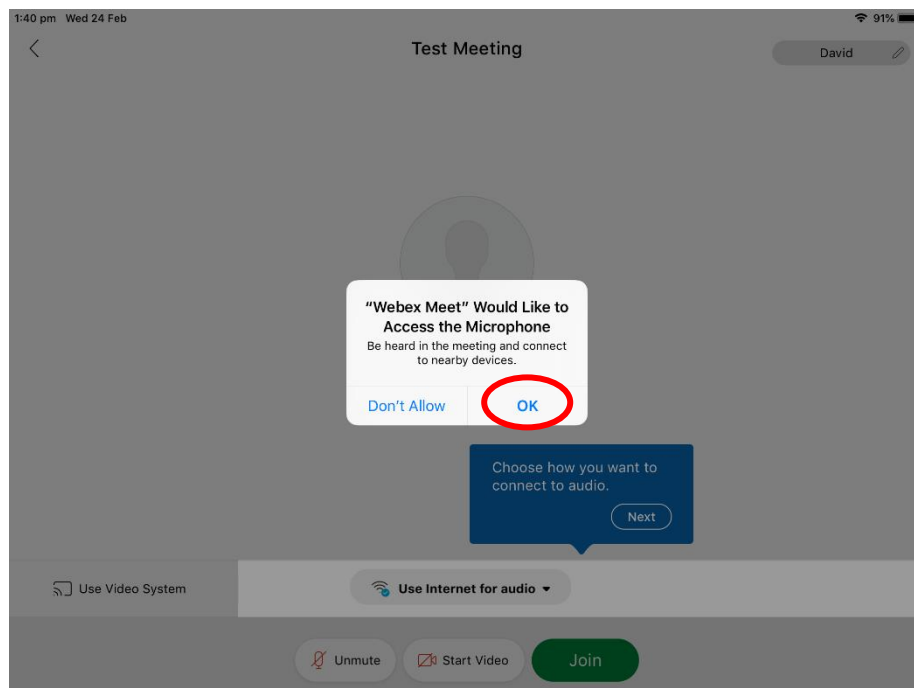 1:40 pm Wed 24 Feb
91%
Test Meeting
David
“Webex Meet” Would Like to
Access the Microphone
Be heard in the meeting and connect
to nearby devices.
Don’t Allow
OK
Choose how you want to
connect to audio.
Next
Use Video System
Use Internet for audio
Unmute
Start Video
Join